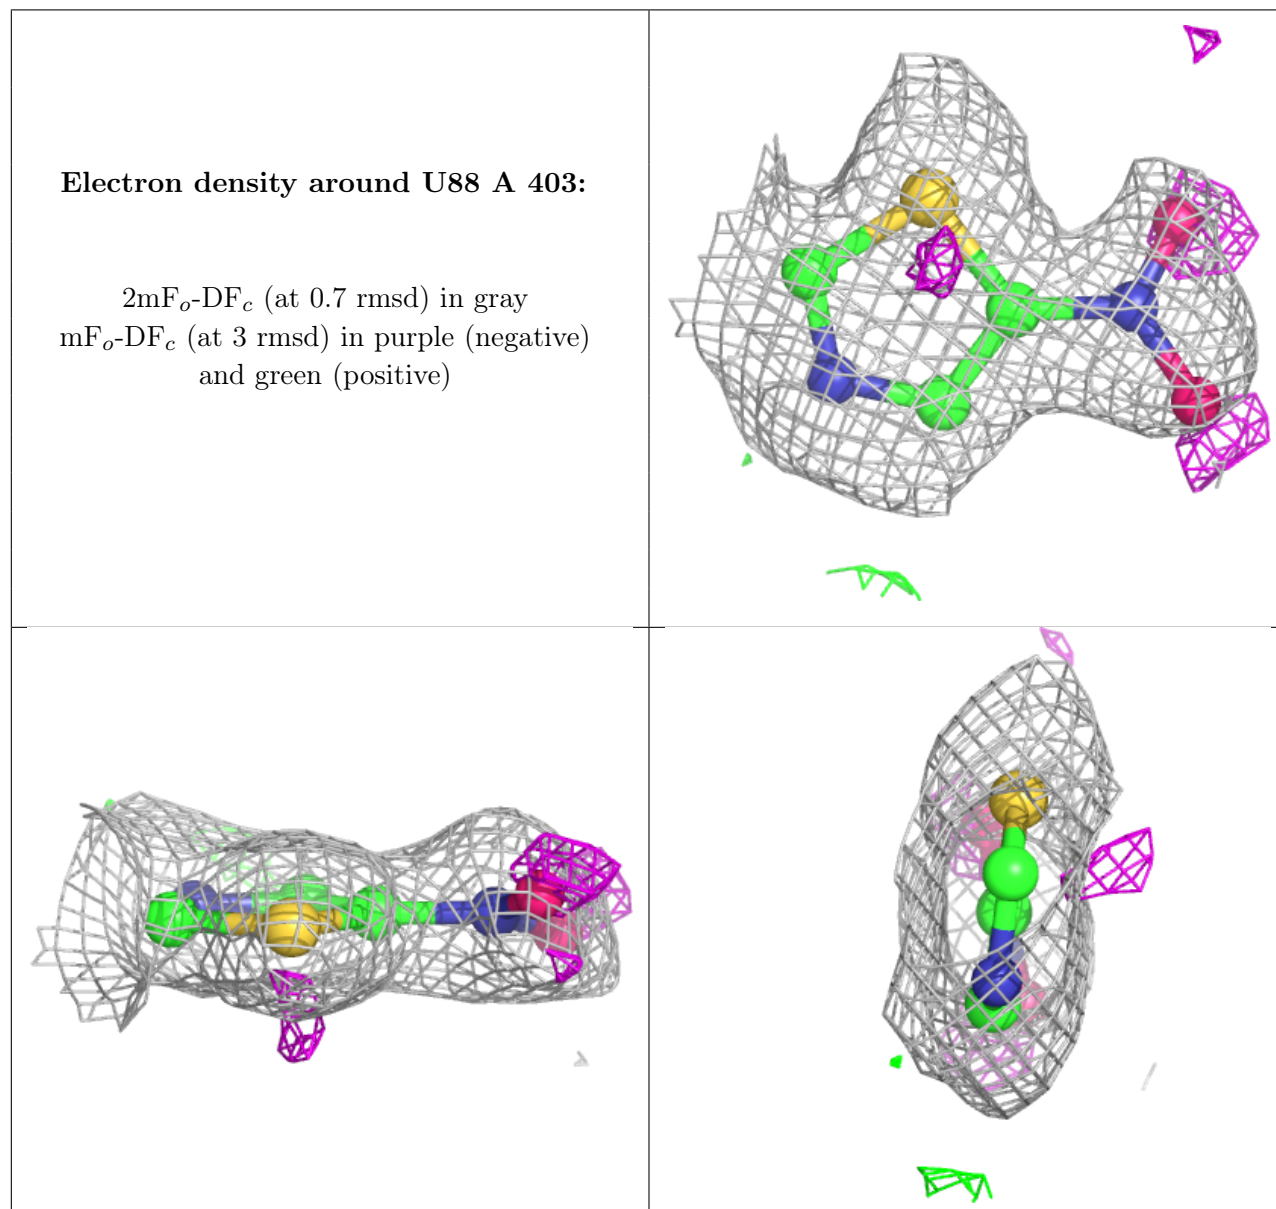 Electron density around U88 A 403:
2mFo-DFc (at 0.7 rmsd) in gray
mFo-DFc (at 3 rmsd) in purple (negative)
and green (positive)